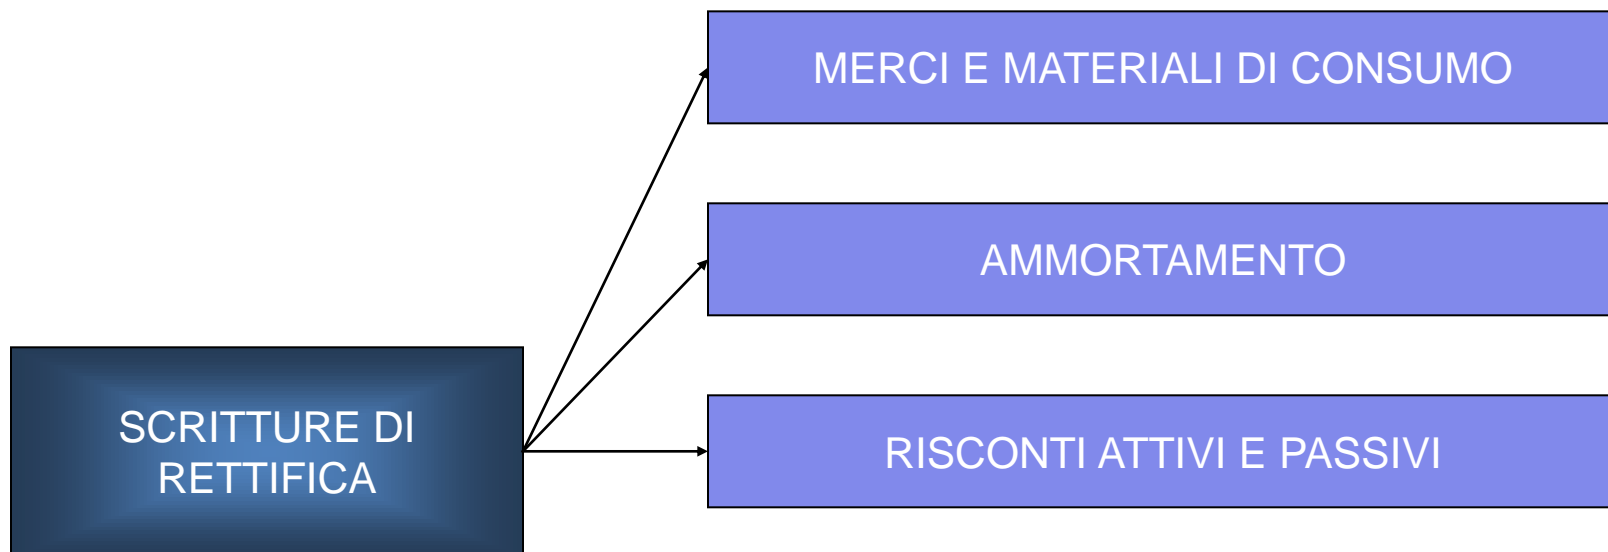 MERCI E MATERIALI DI CONSUMO
AMMORTAMENTO
SCRITTURE DI
RETTIFICA
RISCONTI ATTIVI E PASSIVI